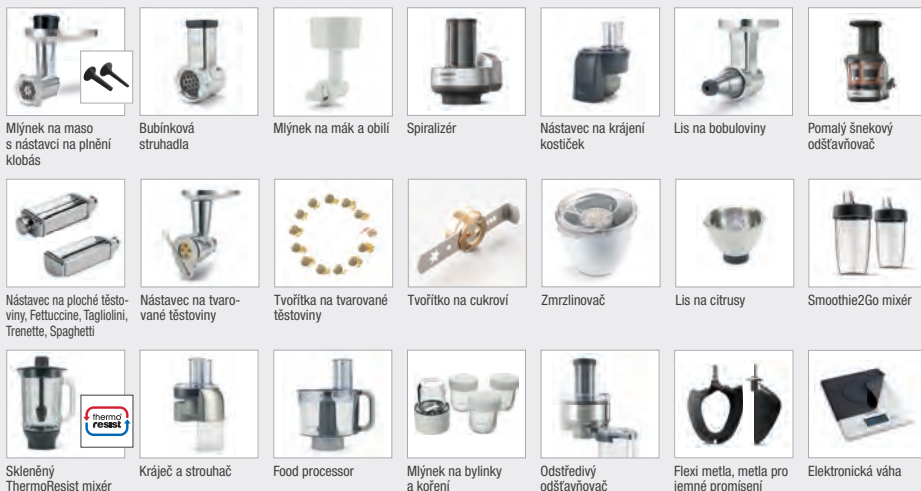 Mlýnek na maso
s nástavci na plnění
klobás
Bubínková
struhadla
Mlýnek na mák a obilí
Spiralizér
Nástavec na krájení
kostiček
Lis na bobuloviny
Pomalý šnekový
odšťavňovač
Nástavec na ploché těsto-
viny, Fettuccine, Tagliolini,
Trenette, Spaghetti
Nástavec na tvaro-
vané těstoviny
Tvořítka na tvarované
těstoviny
Tvořítko na cukroví
Zmrzlinovač
Lis na citrusy
Smoothie2Go mixér
thermo
resist
Skleněný
ThermoResist mixér
Kráječ a strouhač
Food processor
Mlýnek na bylinky
a koření
Odstředivý
odšťavňovač
Flexi metla, metla pro
jemné promísení
Elektronická váha